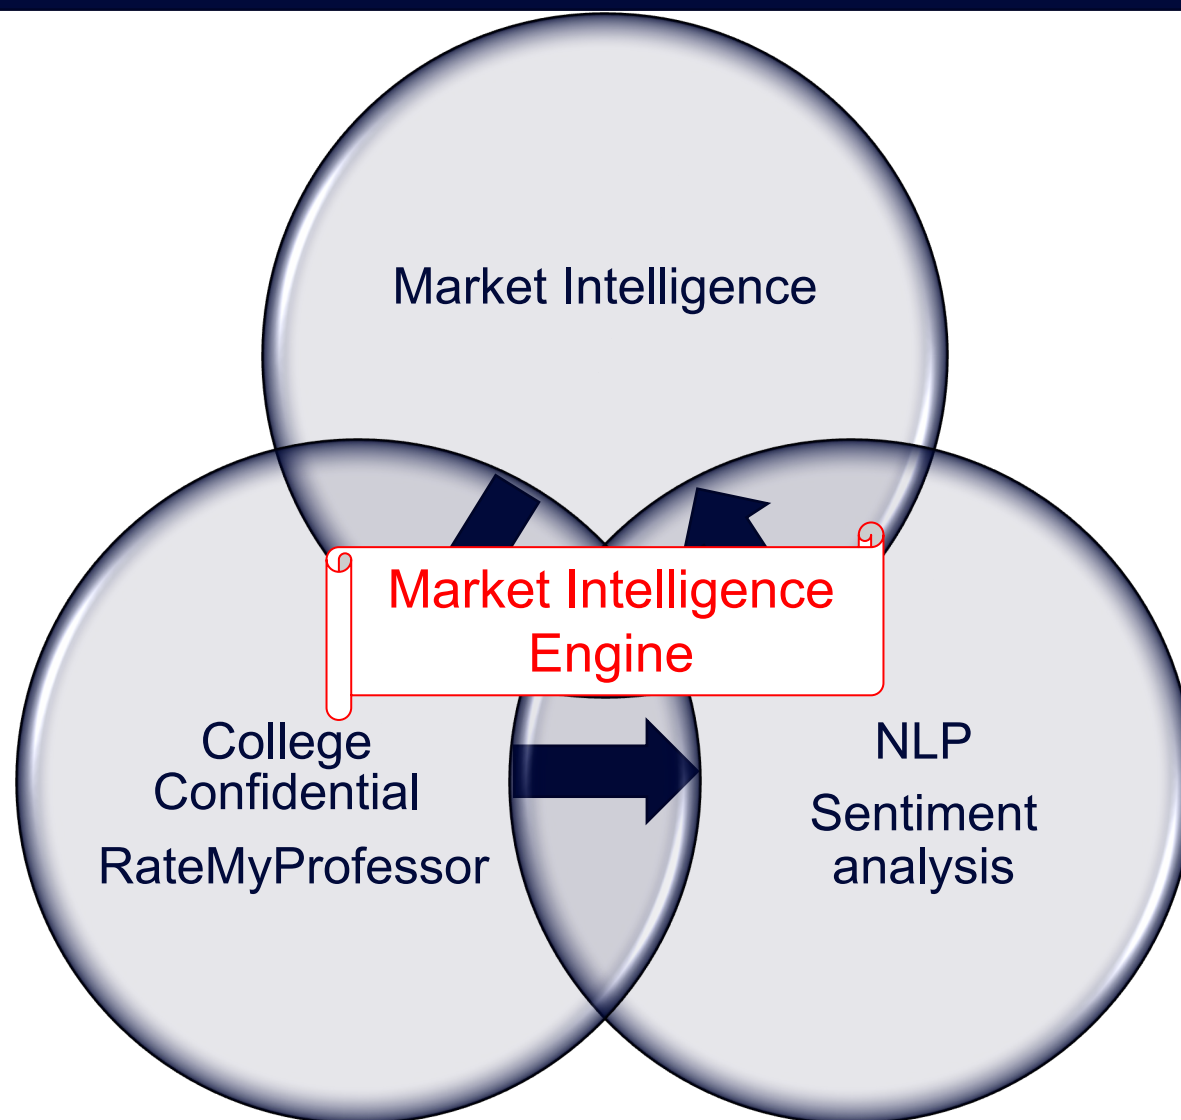 Market Intelligence
Market Intelligence
Engine
College
Confidential
RateMyProfessor
NLP
Sentiment
analysis